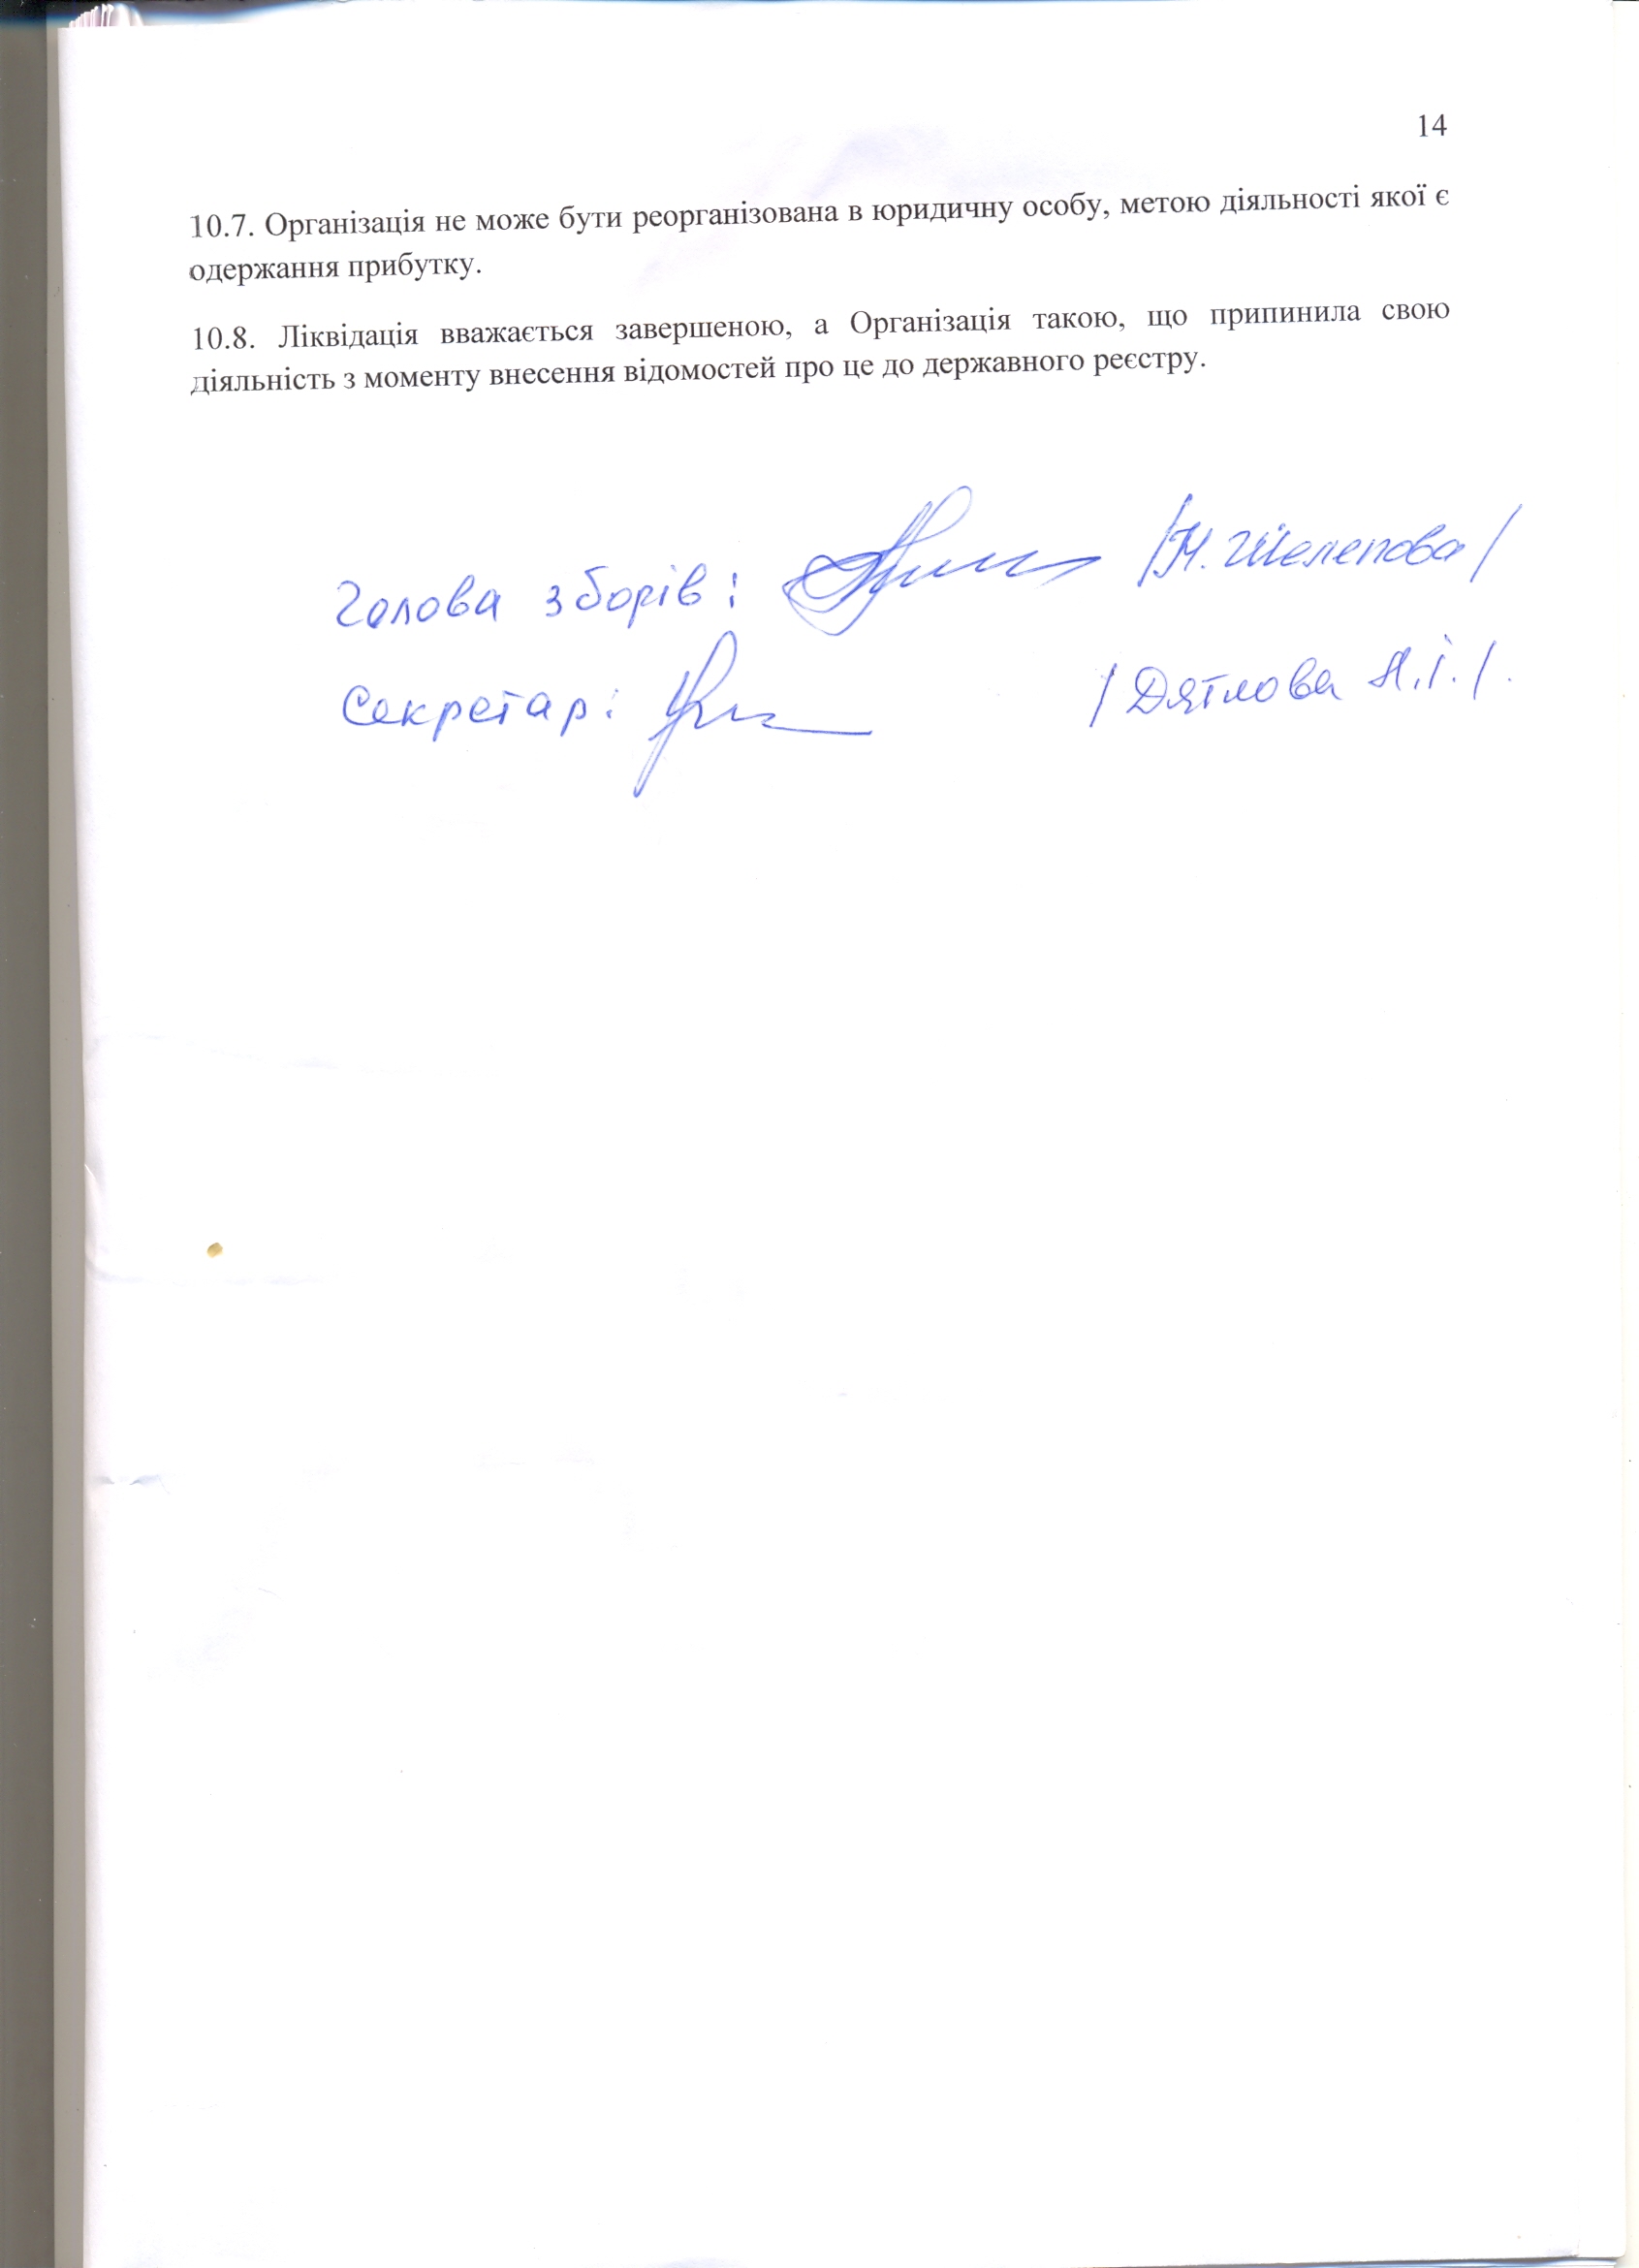 14
10.7. Організація не може бути реорганізована в юридичну особу, метою діяльності якої є
одержання прибутку.
10.8. Ліквідація вважається завершеною, а Організація такою, що припинила свою
діяльність з моменту внесення відомостей про це до державного реєстру.
Голова зборів: /Н. Шелепова/
Секретар: /Дятлова Я.І./.